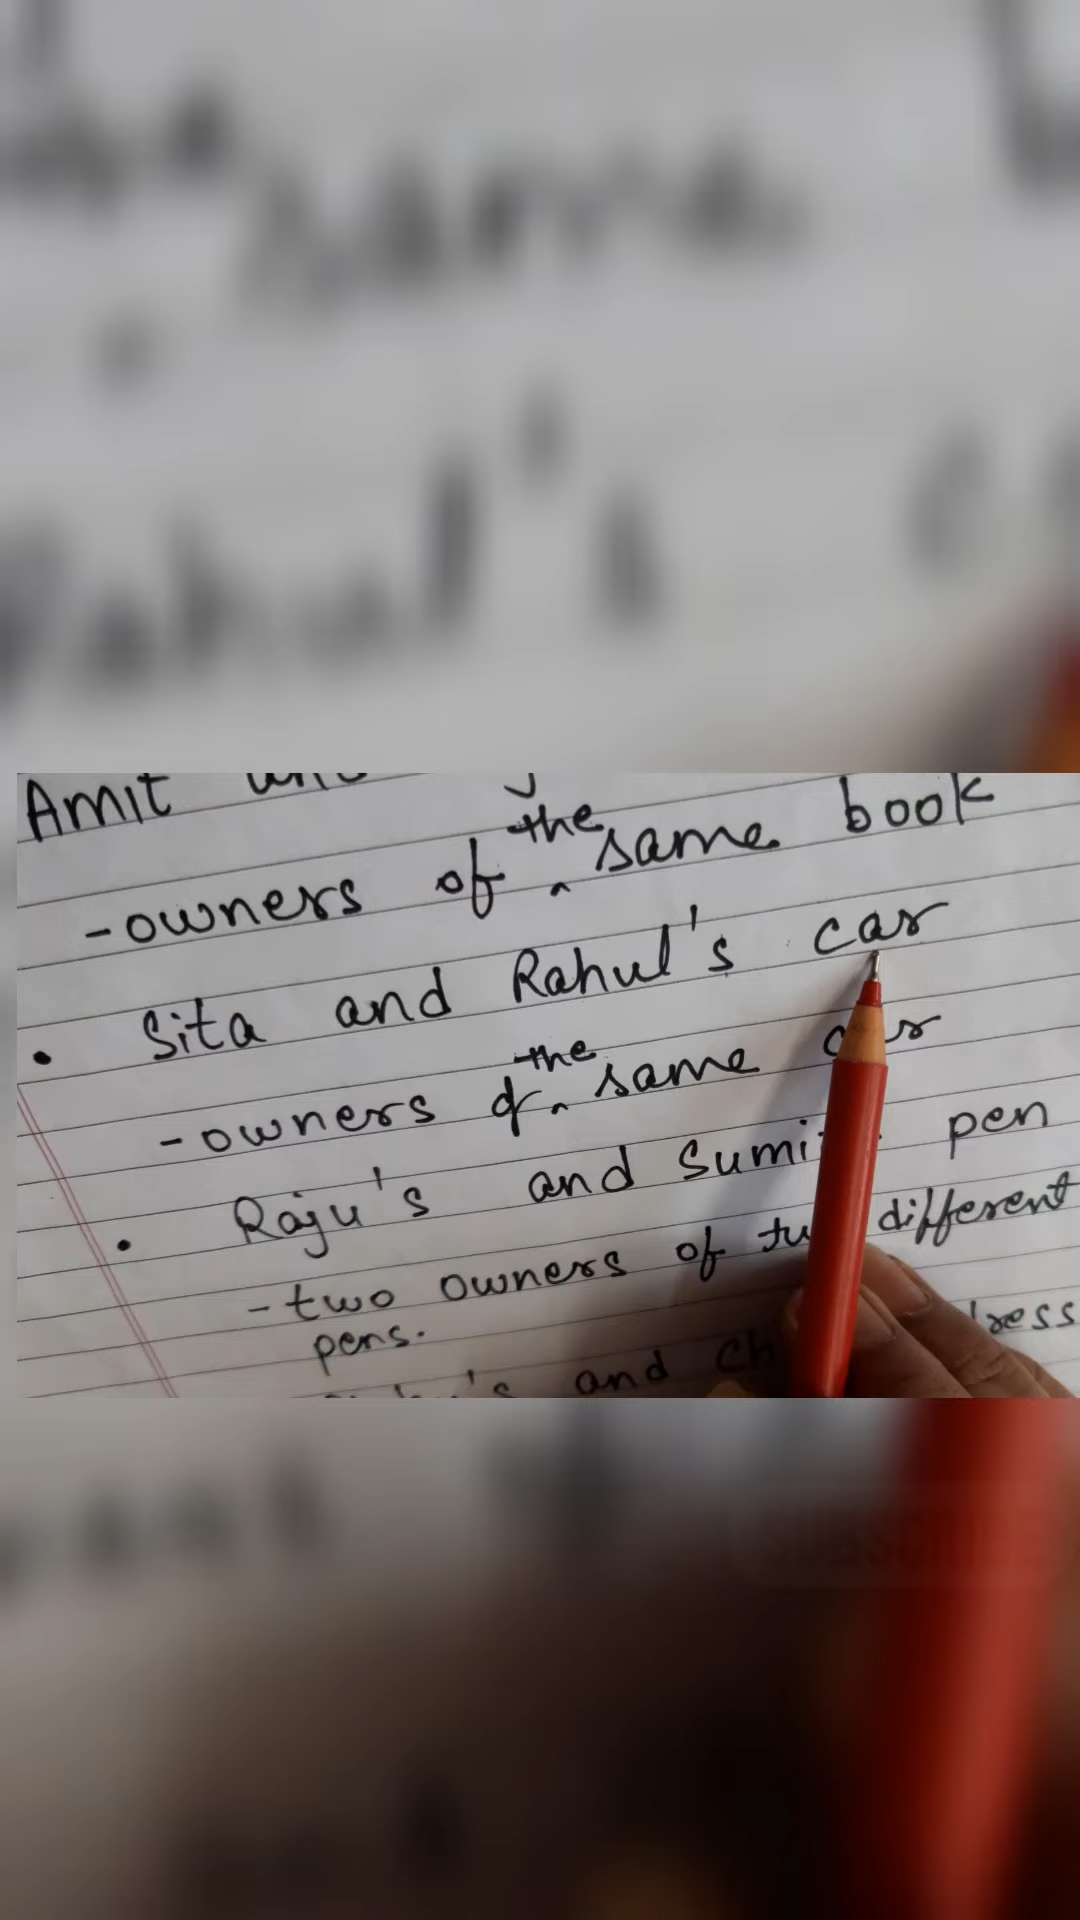 Amit
-owners of the same book
^
• Sita and Rahul's car
-owners of the same car
^
• Raju's and pen
-two owners of different
pens.
and